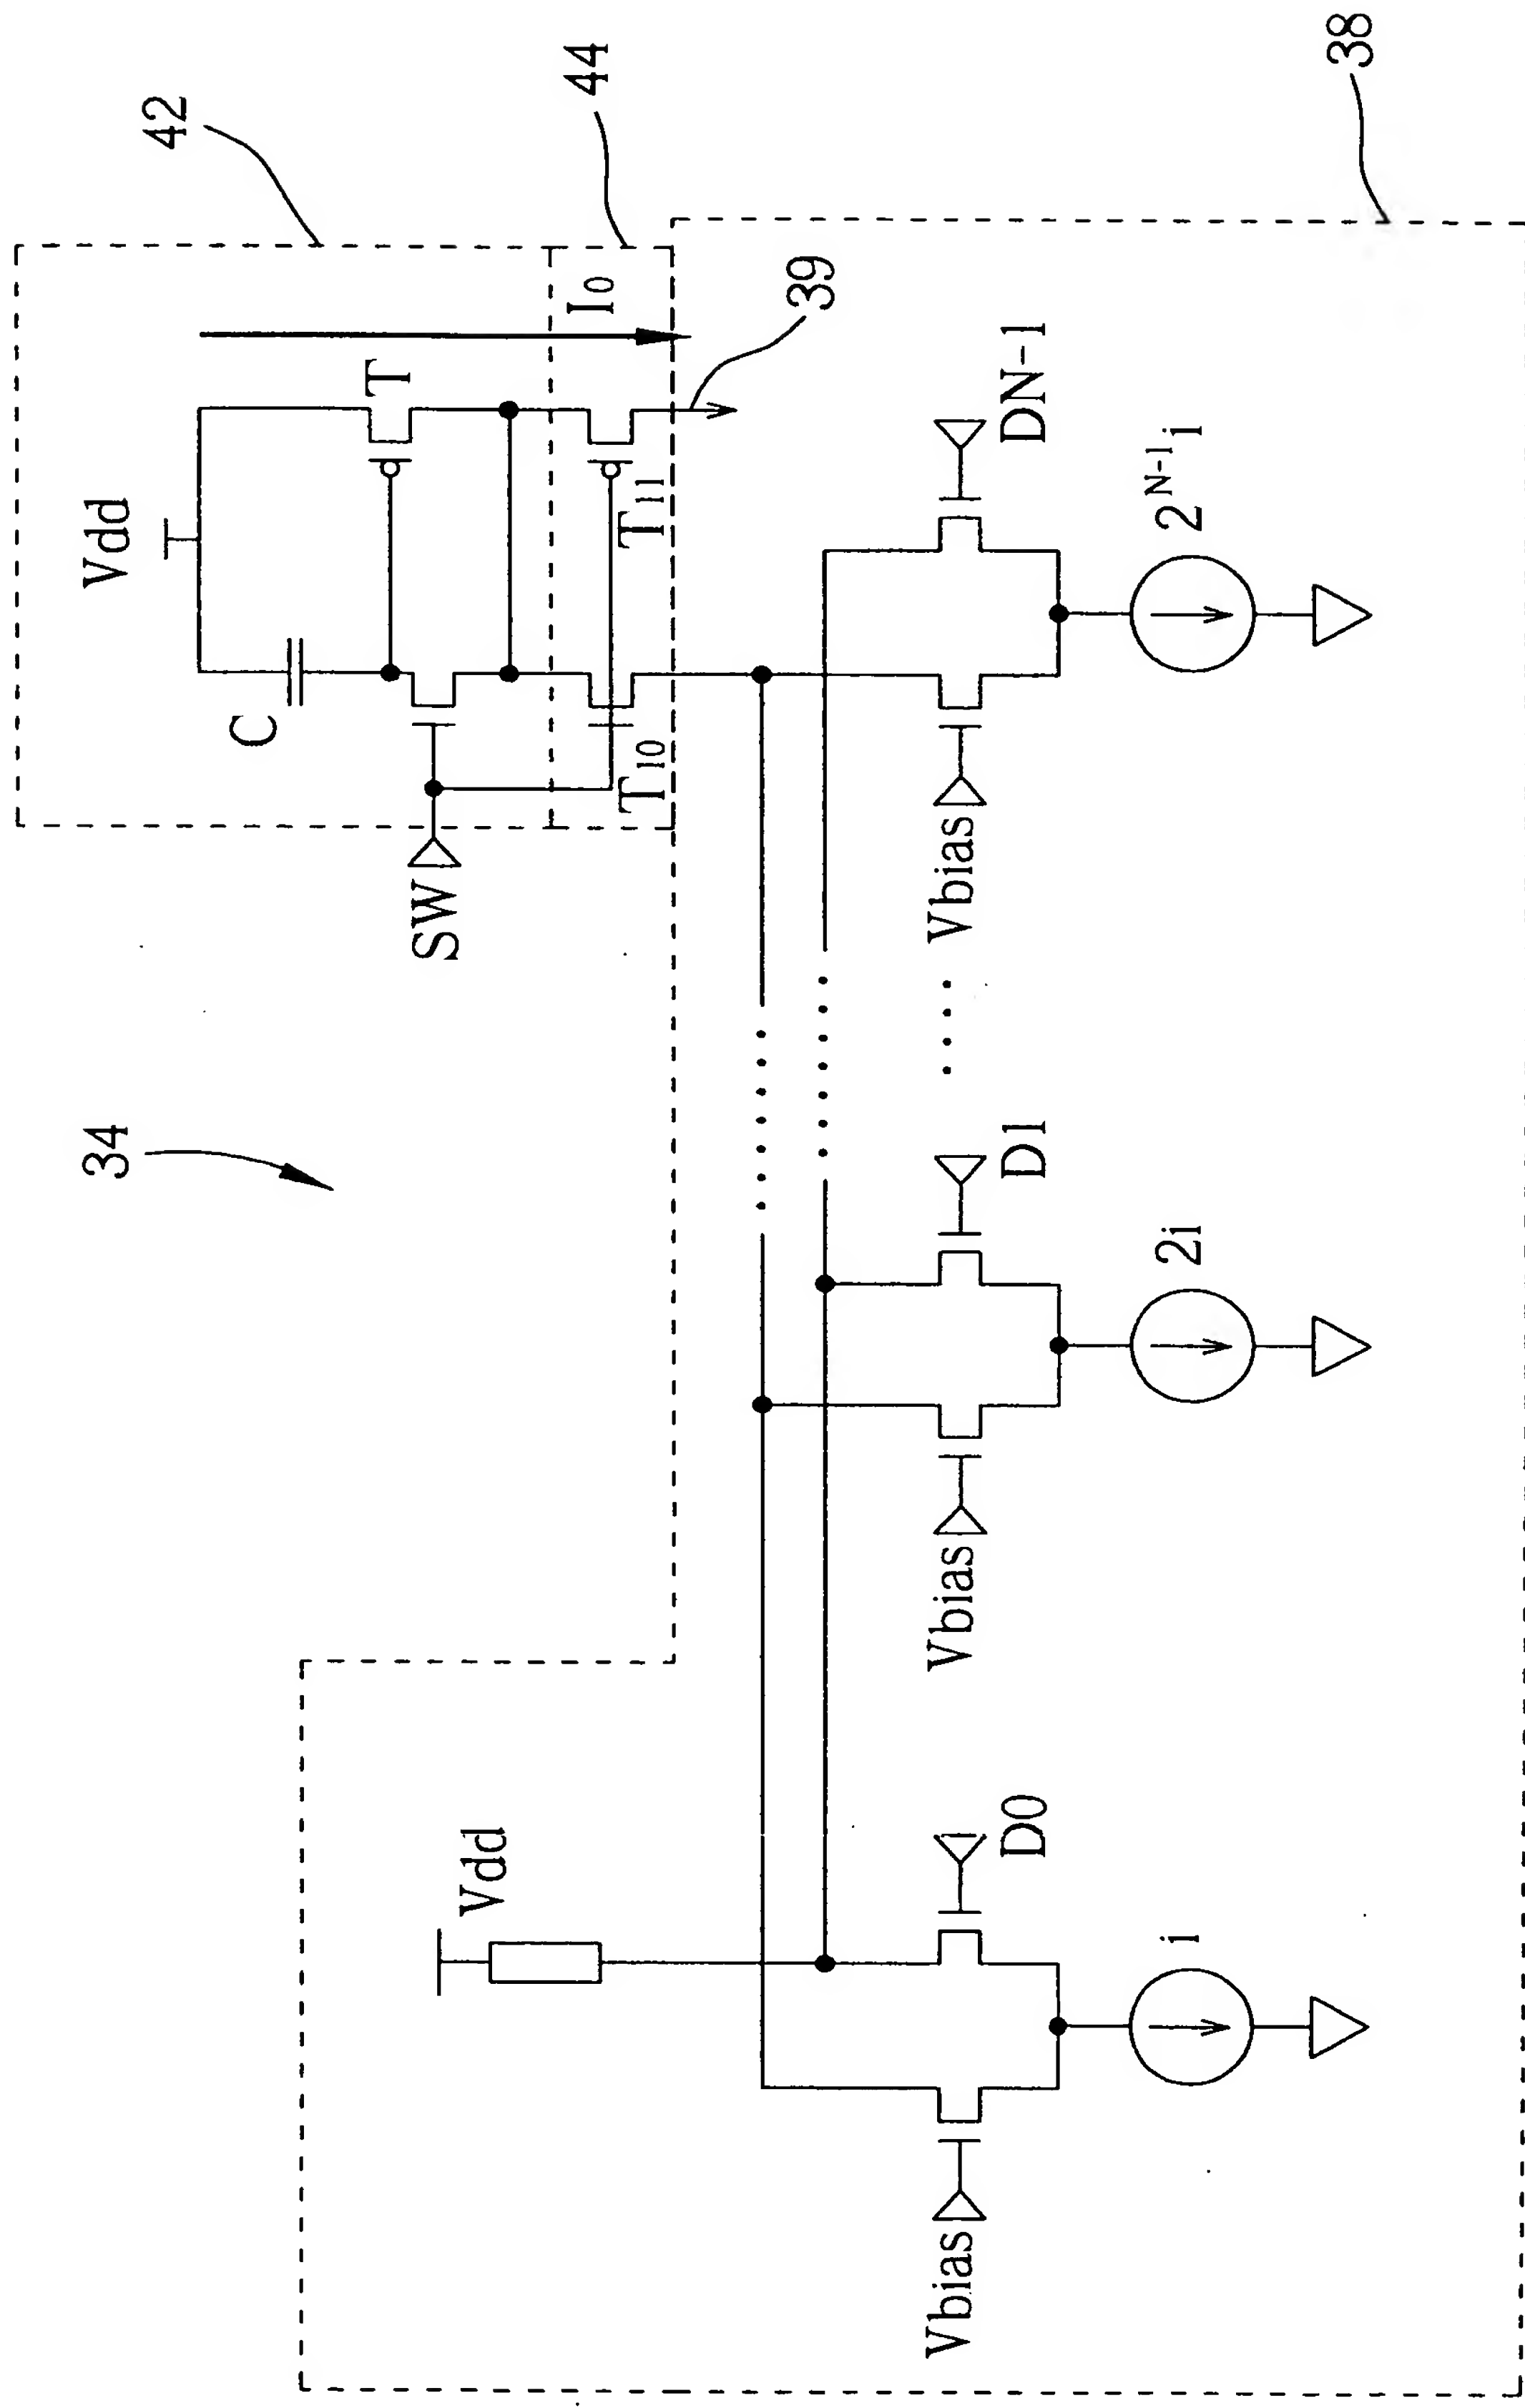 42
44
38
34
Vdd
C
T
I0
39
SW
T10
T11
Vdd
Vbias
D0
Vbias
D1
Vbias
DN-1
i
2i
2N-1i